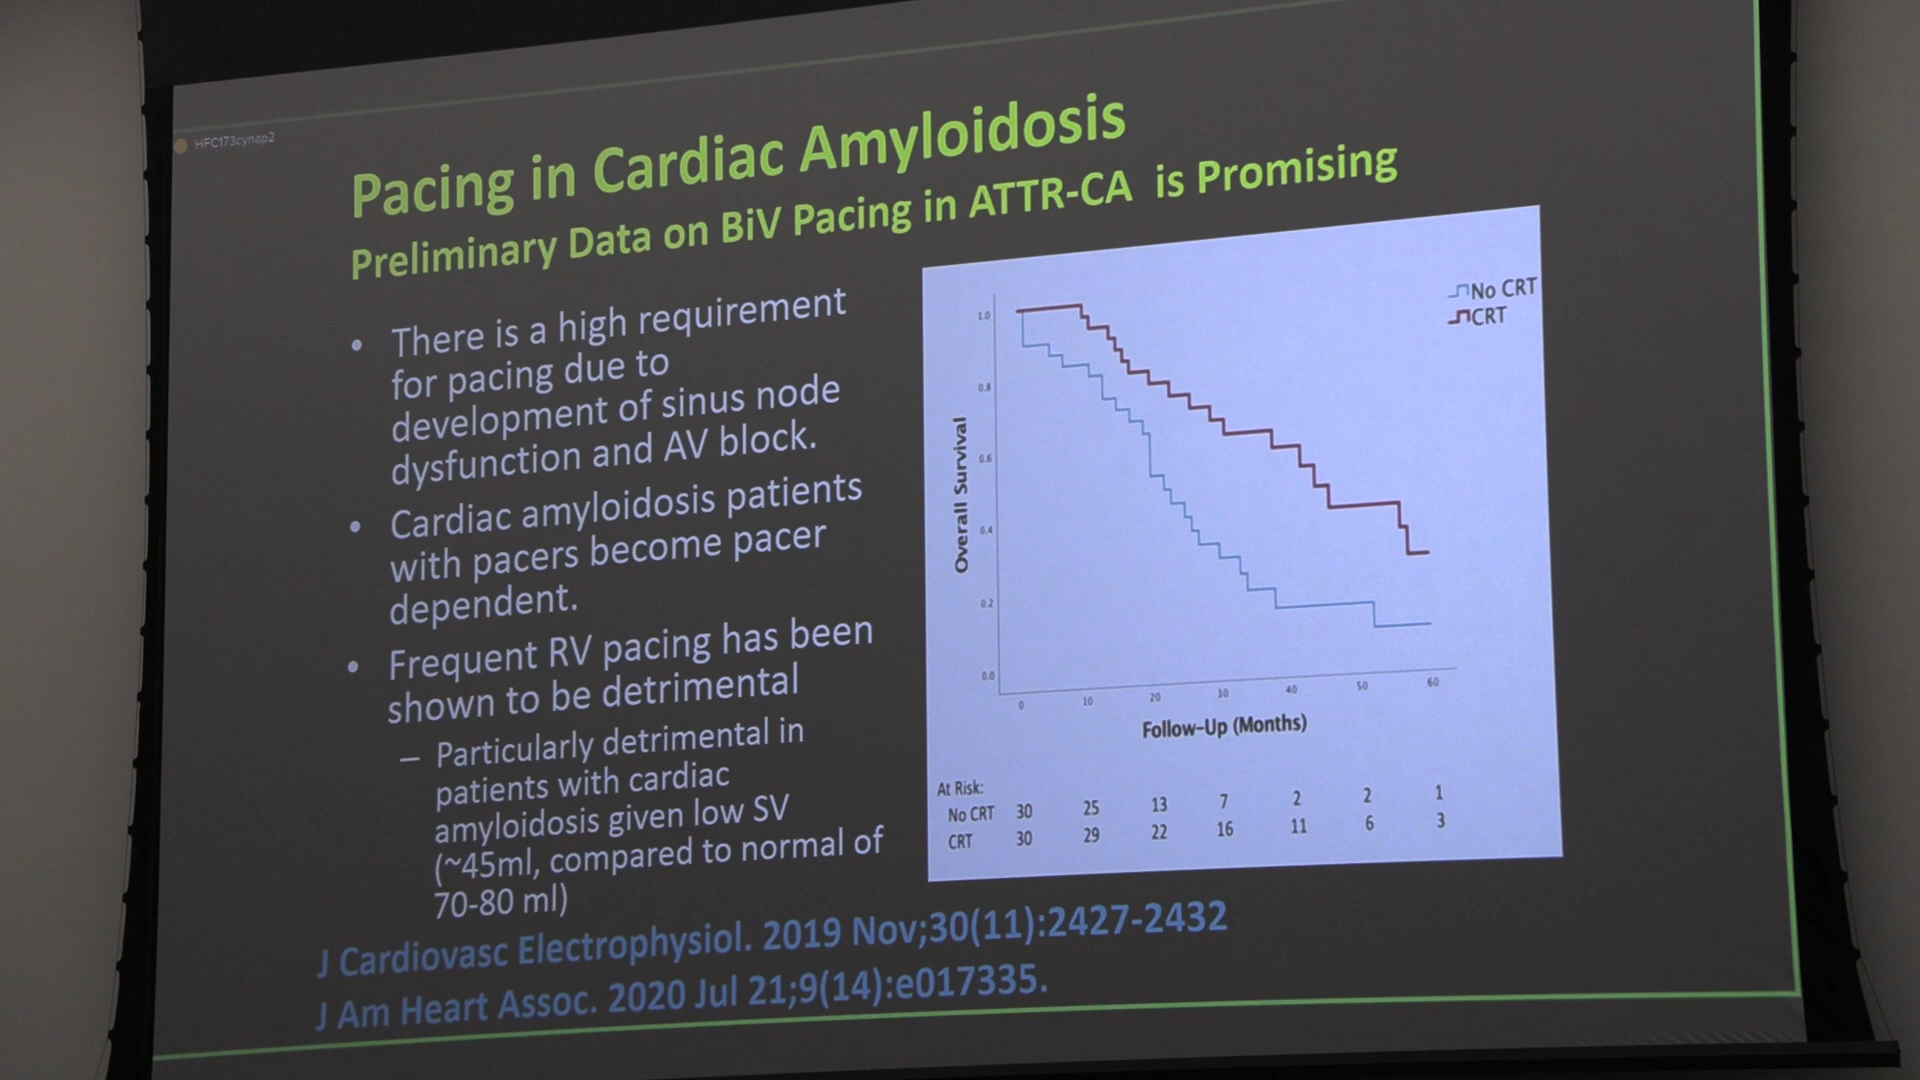 HFC173cynap2
Pacing in Cardiac Amyloidosis
Preliminary Data on BiV Pacing in ATTR-CA is Promising
• There is a high requirement
for pacing due to
development of sinus node
dysfunction and AV block.
• Cardiac amyloidosis patients
with pacers become pacer
dependent.
• Frequent RV pacing has been
shown to be detrimental
– Particularly detrimental in
patients with cardiac
amyloidosis given low SV
(~45ml, compared to normal of
70-80 ml)
No CRT
CRT
Overall Survival
1.0
0.8
0.6
0.4
0.2
0.0
0 10 20 30 40 50 60
Follow-Up (Months)
At Risk:
No CRT 30 25 13 7 2 2 1
CRT 30 29 22 16 11 6 3
J Cardiovasc Electrophysiol. 2019 Nov;30(11):2427-2432
J Am Heart Assoc. 2020 Jul 21;9(14):e017335.